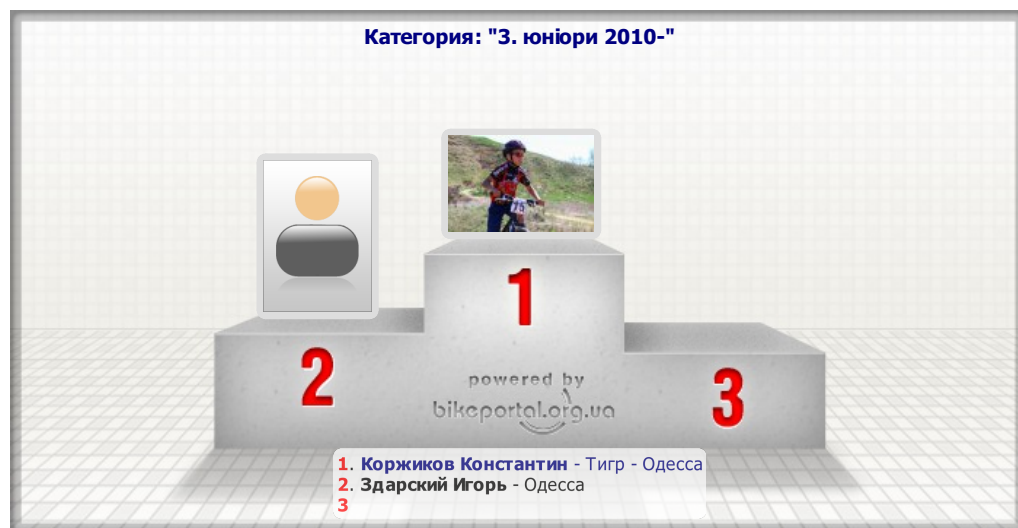 Категория: "3. юніори 2010-"
75
1
2
3
powered by
bikeportal.org.ua
1. Коржиков Константин - Тигр - Одесса
2. Здарский Игорь - Одесса
3